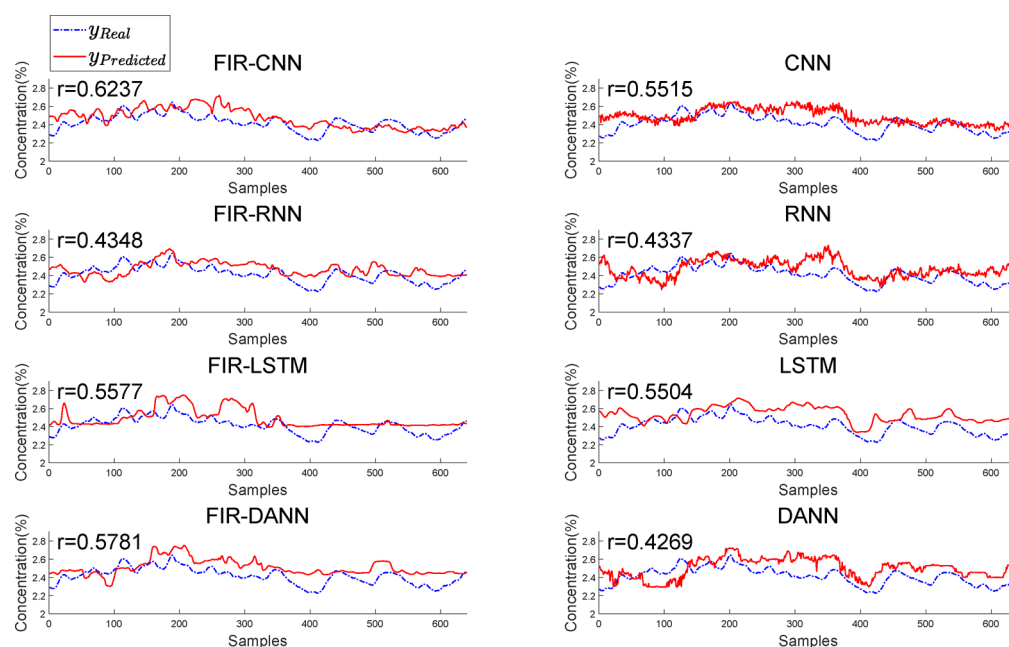 y_Real
y_Predicted
FIR-CNN
r=0.6237
Concentration(%)
2.8
2.6
2.4
2.2
2
0 100 200 300 400 500 600
Samples
CNN
r=0.5515
Concentration(%)
2.8
2.6
2.4
2.2
2
0 100 200 300 400 500 600
Samples
FIR-RNN
r=0.4348
Concentration(%)
2.8
2.6
2.4
2.2
2
0 100 200 300 400 500 600
Samples
RNN
r=0.4337
Concentration(%)
2.8
2.6
2.4
2.2
2
0 100 200 300 400 500 600
Samples
FIR-LSTM
r=0.5577
Concentration(%)
2.8
2.6
2.4
2.2
2
0 100 200 300 400 500 600
Samples
LSTM
r=0.5504
Concentration(%)
2.8
2.6
2.4
2.2
2
0 100 200 300 400 500 600
Samples
FIR-DANN
r=0.5781
Concentration(%)
2.8
2.6
2.4
2.2
2
0 100 200 300 400 500 600
Samples
DANN
r=0.4269
Concentration(%)
2.8
2.6
2.4
2.2
2
0 100 200 300 400 500 600
Samples